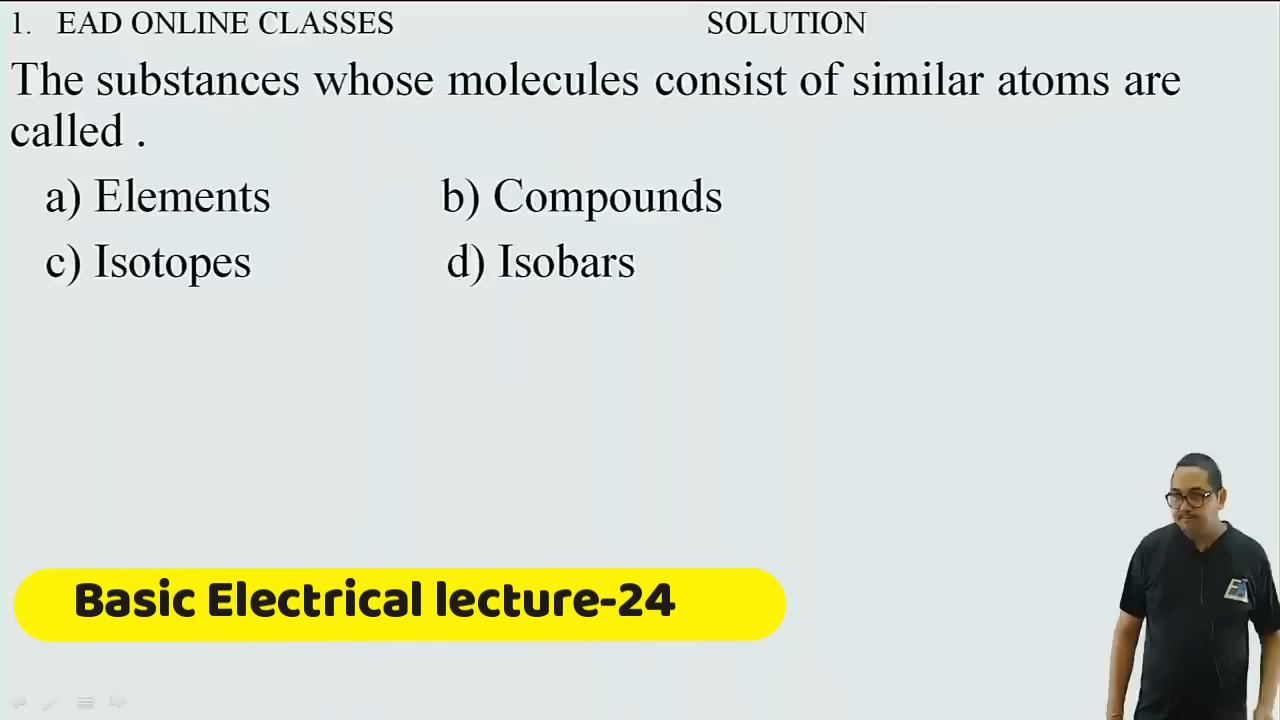 1. EAD ONLINE CLASSES SOLUTION
The substances whose molecules consist of similar atoms are
called .
a) Elements b) Compounds
c) Isotopes d) Isobars
Basic Electrical lecture-24